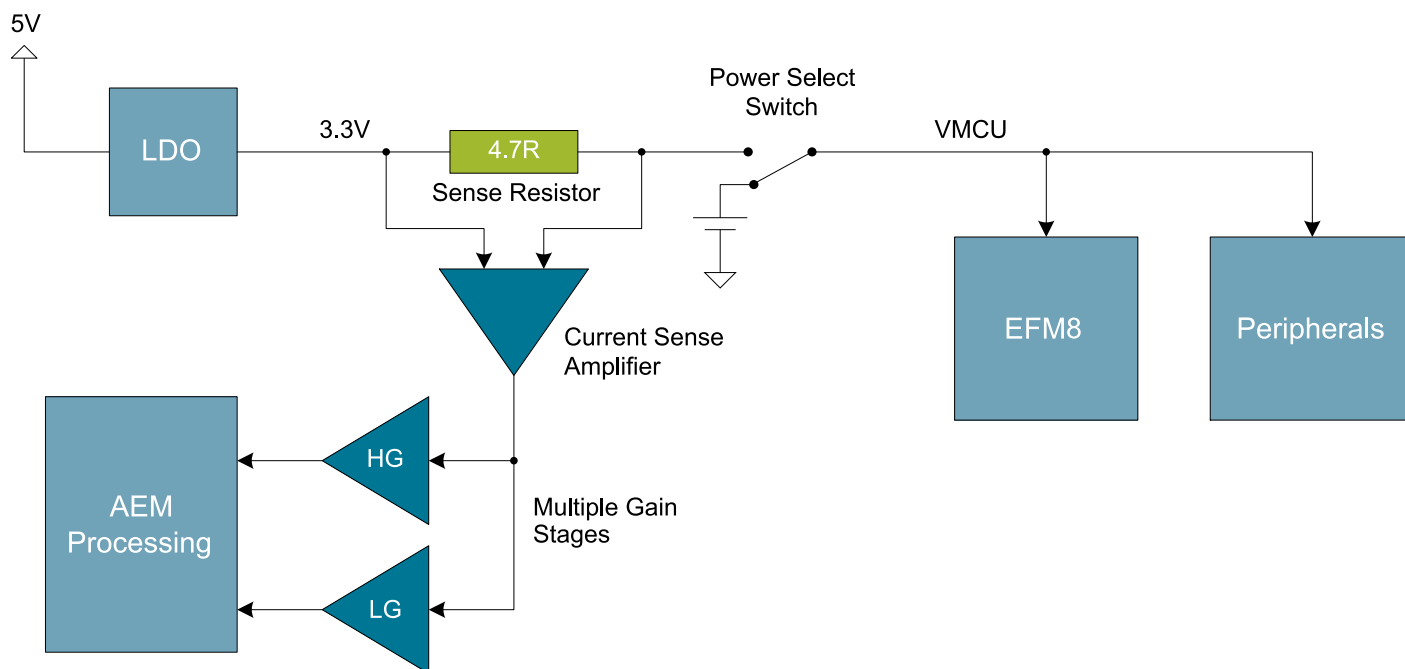 5V
LDO
3.3V
4.7R
Sense Resistor
Power Select
Switch
VMCU
EFM8
Peripherals
Current Sense
Amplifier
HG
Multiple Gain
Stages
LG
AEM
Processing